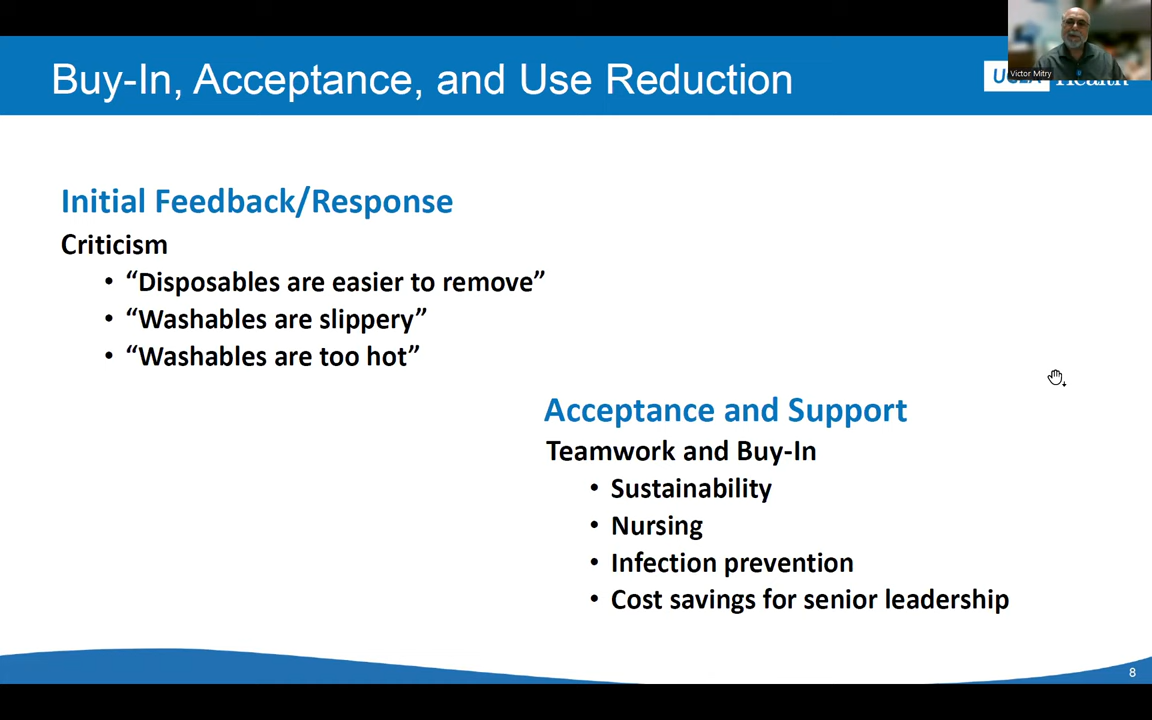 Victor Mitry
Buy-In, Acceptance, and Use Reduction
Health
Initial Feedback/Response
Criticism
• “Disposables are easier to remove”
• “Washables are slippery”
• “Washables are too hot”
Acceptance and Support
Teamwork and Buy-In
• Sustainability
• Nursing
• Infection prevention
• Cost savings for senior leadership
8